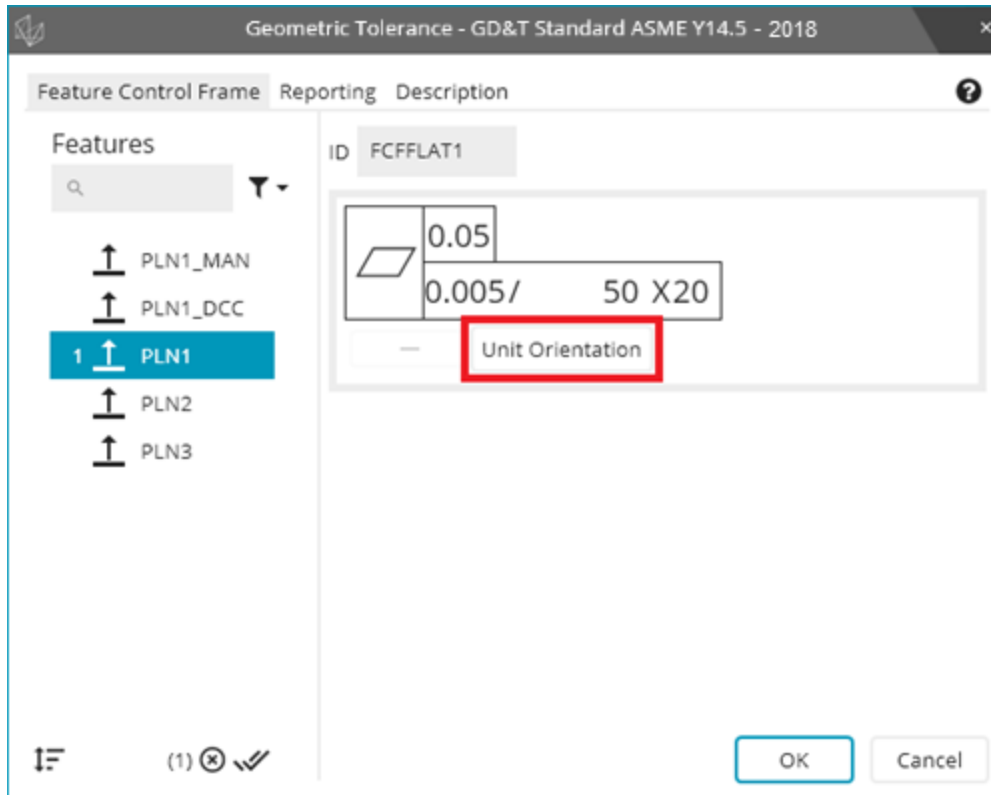 Geometric Tolerance - GD&T Standard ASME Y14.5 - 2018
Feature Control Frame Reporting Description
Features
ID FCFFLAT1
0.05
0.005/ 50 X20
Unit Orientation
PLN1_MAN
PLN1_DCC
1 PLN1
PLN2
PLN3
(1)
OK Cancel